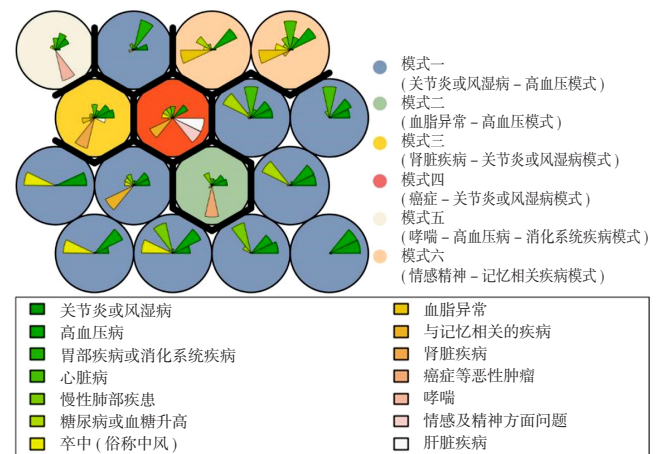 模式一
(关节炎或风湿病–高血压模式)
模式二
(血脂异常–高血压模式)
模式三
(肾脏疾病–关节炎或风湿病模式)
模式四
(癌症–关节炎或风湿病模式)
模式五
(哮喘–高血压病–消化系统疾病模式)
模式六
(情感精神–记忆相关疾病模式)
关节炎或风湿病
高血压病
胃部疾病或消化系统疾病
心脏病
慢性肺部疾患
糖尿病或血糖升高
卒中(俗称中风)
血脂异常
与记忆相关的疾病
肾脏疾病
癌症等恶性肿瘤
哮喘
情感及精神方面问题
肝脏疾病